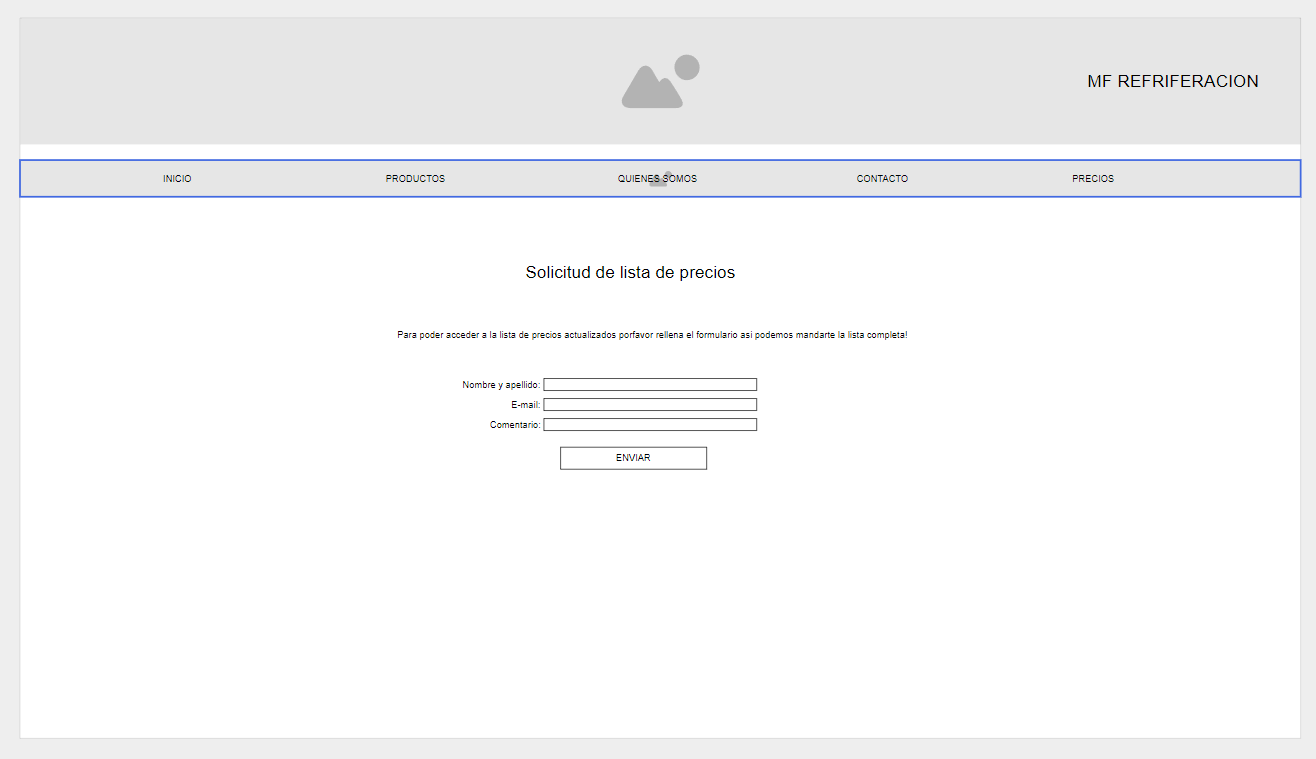 MF REFRIFERACION
INICIO PRODUCTOS QUIENES SOMOS CONTACTO PRECIOS
Solicitud de lista de precios
Para poder acceder a la lista de precios actualizados porfavor rellena el formulario asi podemos mandarte la lista completa!
Nombre y apellido:
E-mail:
Comentario:
ENVIAR